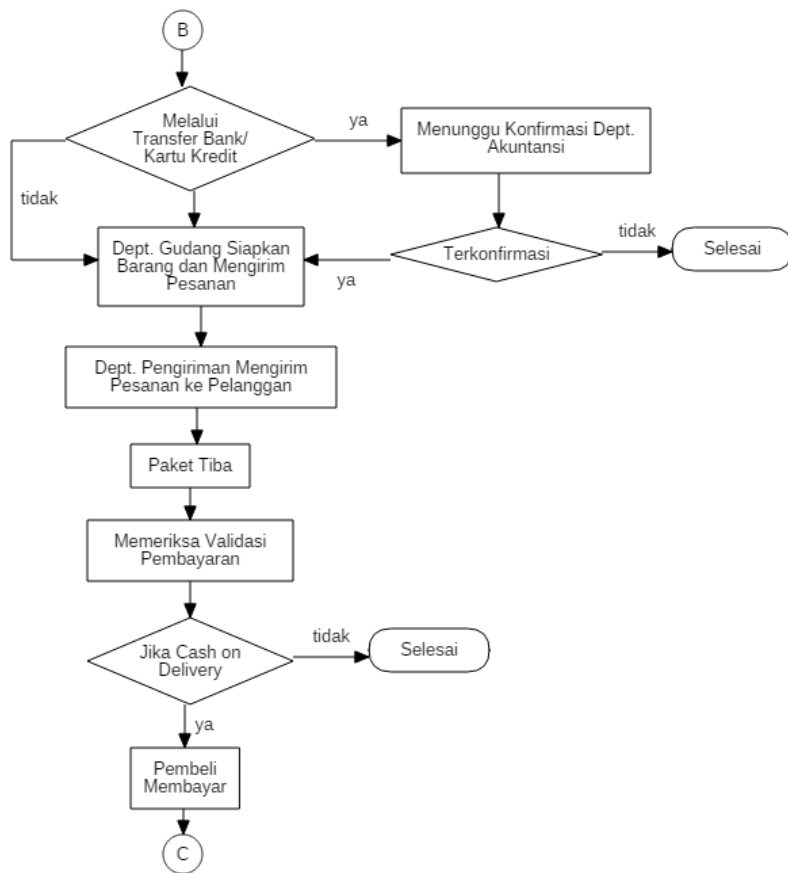 B
Melalui
Transfer Bank/
Kartu Kredit
ya
Menunggu Konfirmasi Dept.
Akuntansi
tidak
Dept. Gudang Siapkan
Barang dan Mengirim
Pesanan
ya
Terkonfirmasi
tidak
Selesai
Dept. Pengiriman Mengirim
Pesanan ke Pelanggan
Paket Tiba
Memeriksa Validasi
Pembayaran
Jika Cash on
Delivery
tidak
Selesai
ya
Pembeli
Membayar
C